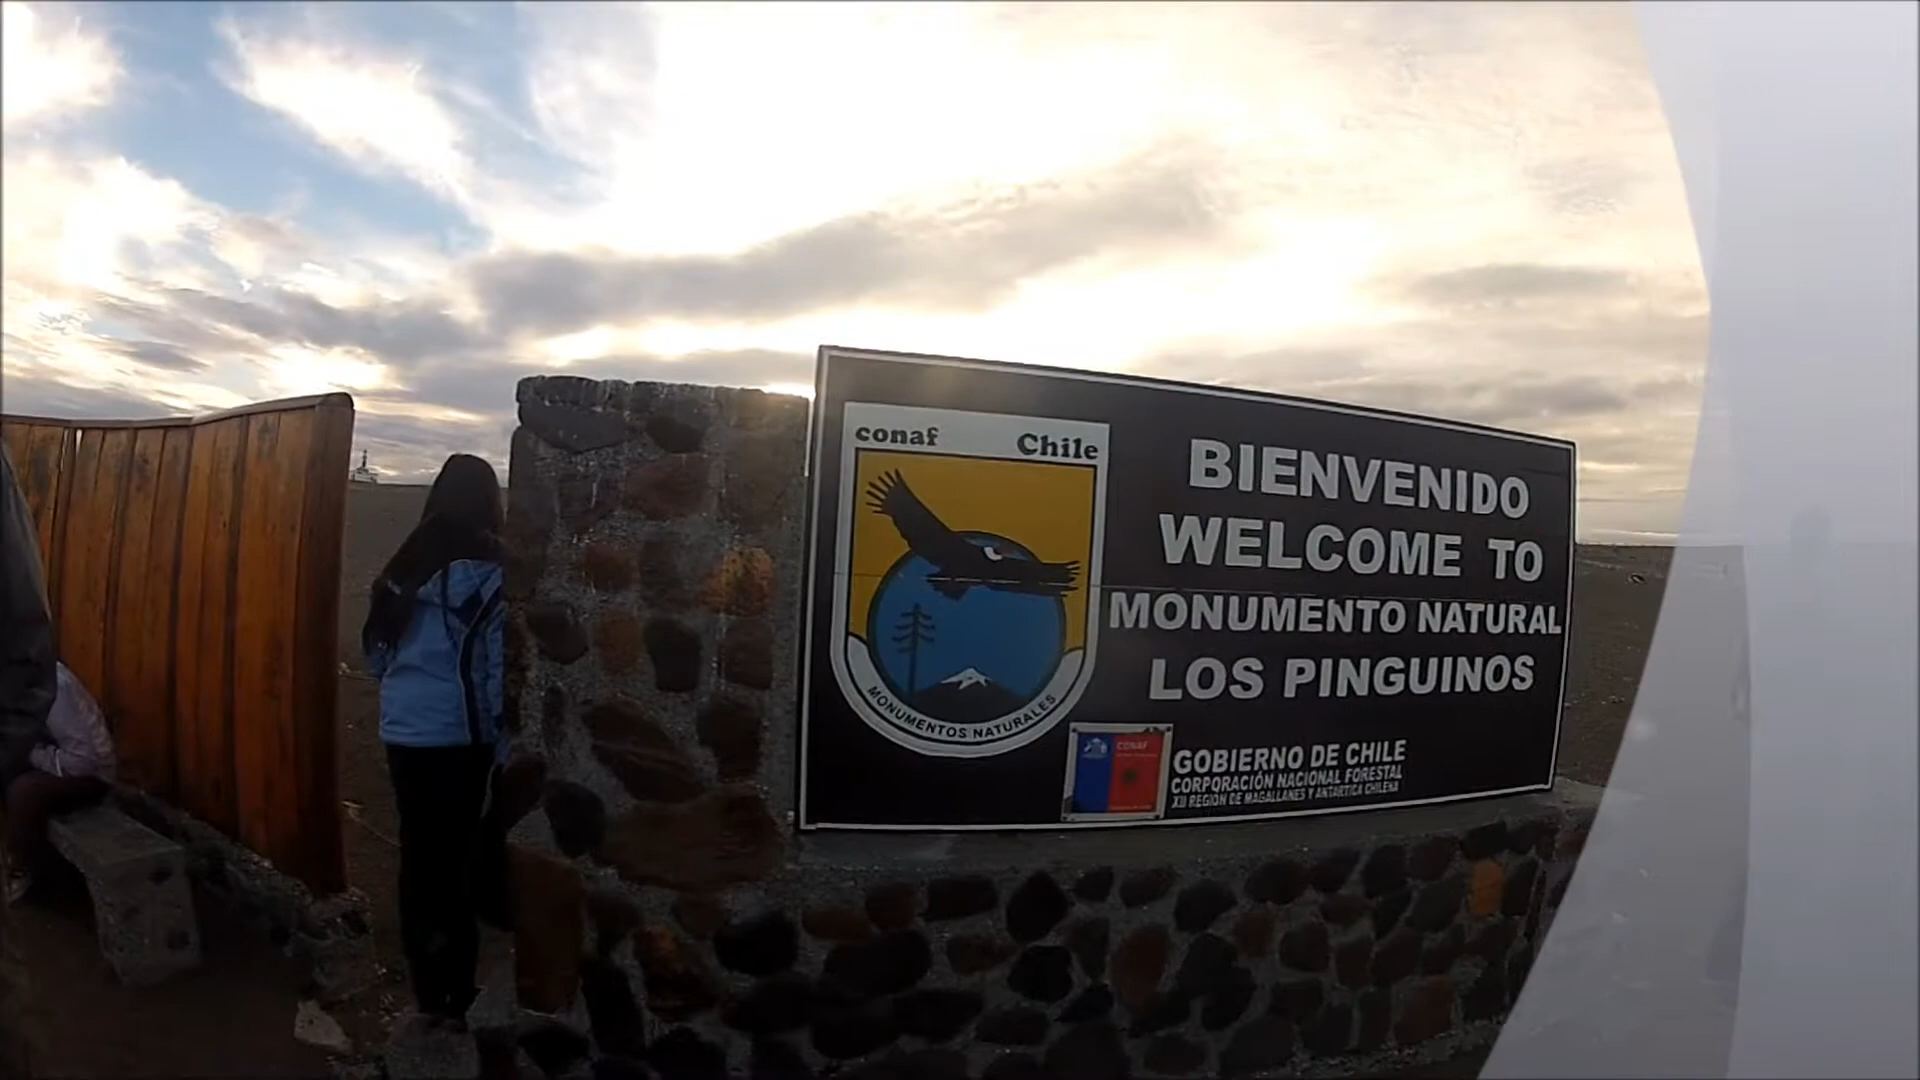 conaf Chile
MONUMENTOS NATURALES
BIENVENIDO
WELCOME TO
MONUMENTO NATURAL
LOS PINGUINOS
CONAF
GOBIERNO DE CHILE
CORPORACIÓN NACIONAL FORESTAL
XII REGION DE MAGALLANES Y ANTARTICA CHILENA